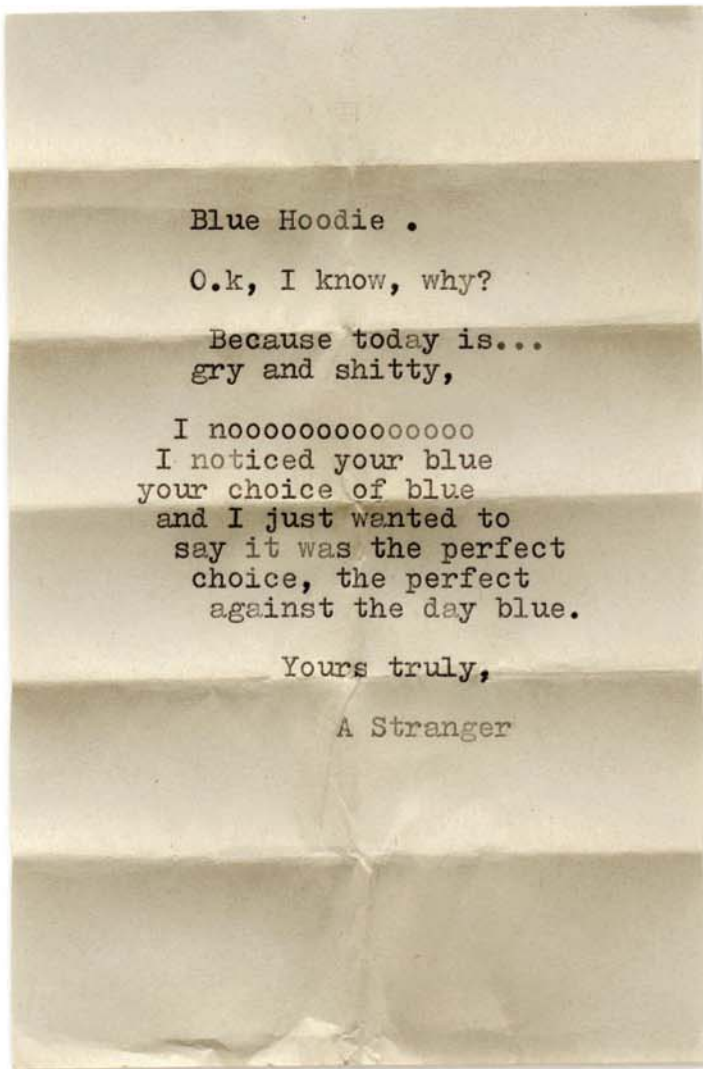 Blue Hoodie .
O.k, I know, why?
Because today is...
gry and shitty,
I noooooooooooooo
I noticed your blue
your choice of blue
and I just wanted to
say it was the perfect
choice, the perfect
against the day blue.
Yours truly,
A Stranger